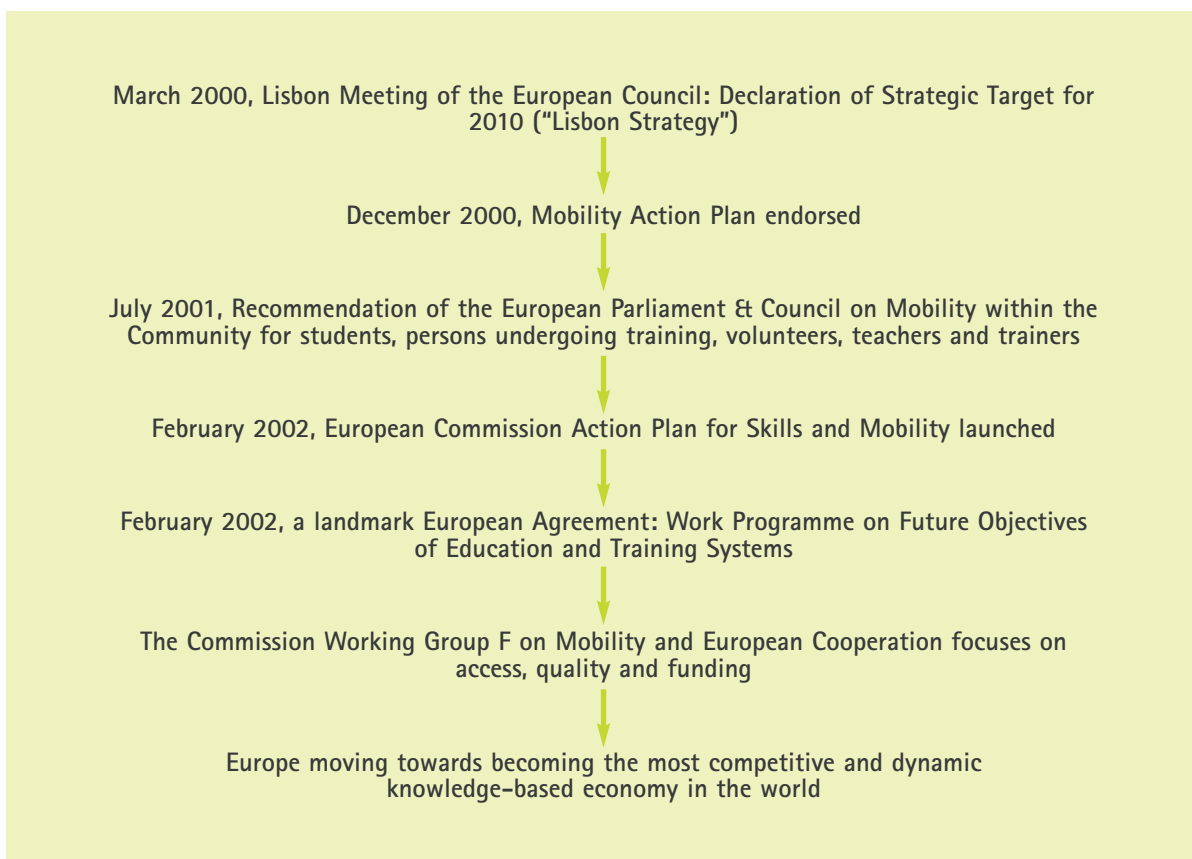 March 2000, Lisbon Meeting of the European Council: Declaration of Strategic Target for
2010 ("Lisbon Strategy")
December 2000, Mobility Action Plan endorsed
July 2001, Recommendation of the European Parliament & Council on Mobility within the
Community for students, persons undergoing training, volunteers, teachers and trainers
February 2002, European Commission Action Plan for Skills and Mobility launched
February 2002, a landmark European Agreement: Work Programme on Future Objectives
of Education and Training Systems
The Commission Working Group F on Mobility and European Cooperation focuses on
access, quality and funding
Europe moving towards becoming the most competitive and dynamic
knowledge-based economy in the world